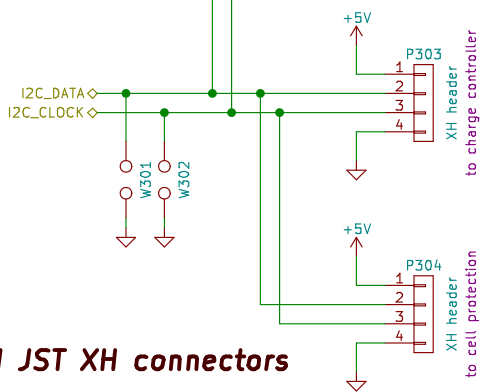 +5V
P303
1
I2C_DATA
2
I2C_CLOCK
3
4
XH header
to charge controller
W301
W302
+5V
P304
1
2
3
4
XH header
to cell protection
JST XH connectors